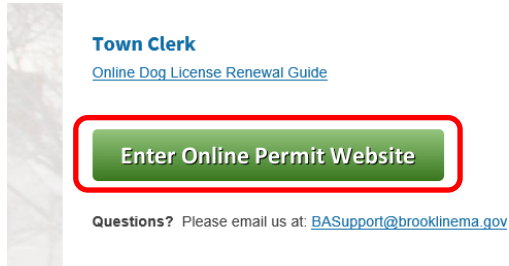 Town Clerk
Online Dog License Renewal Guide
Enter Online Permit Website
Questions? Please email us at: BASupport@brooklinema.gov